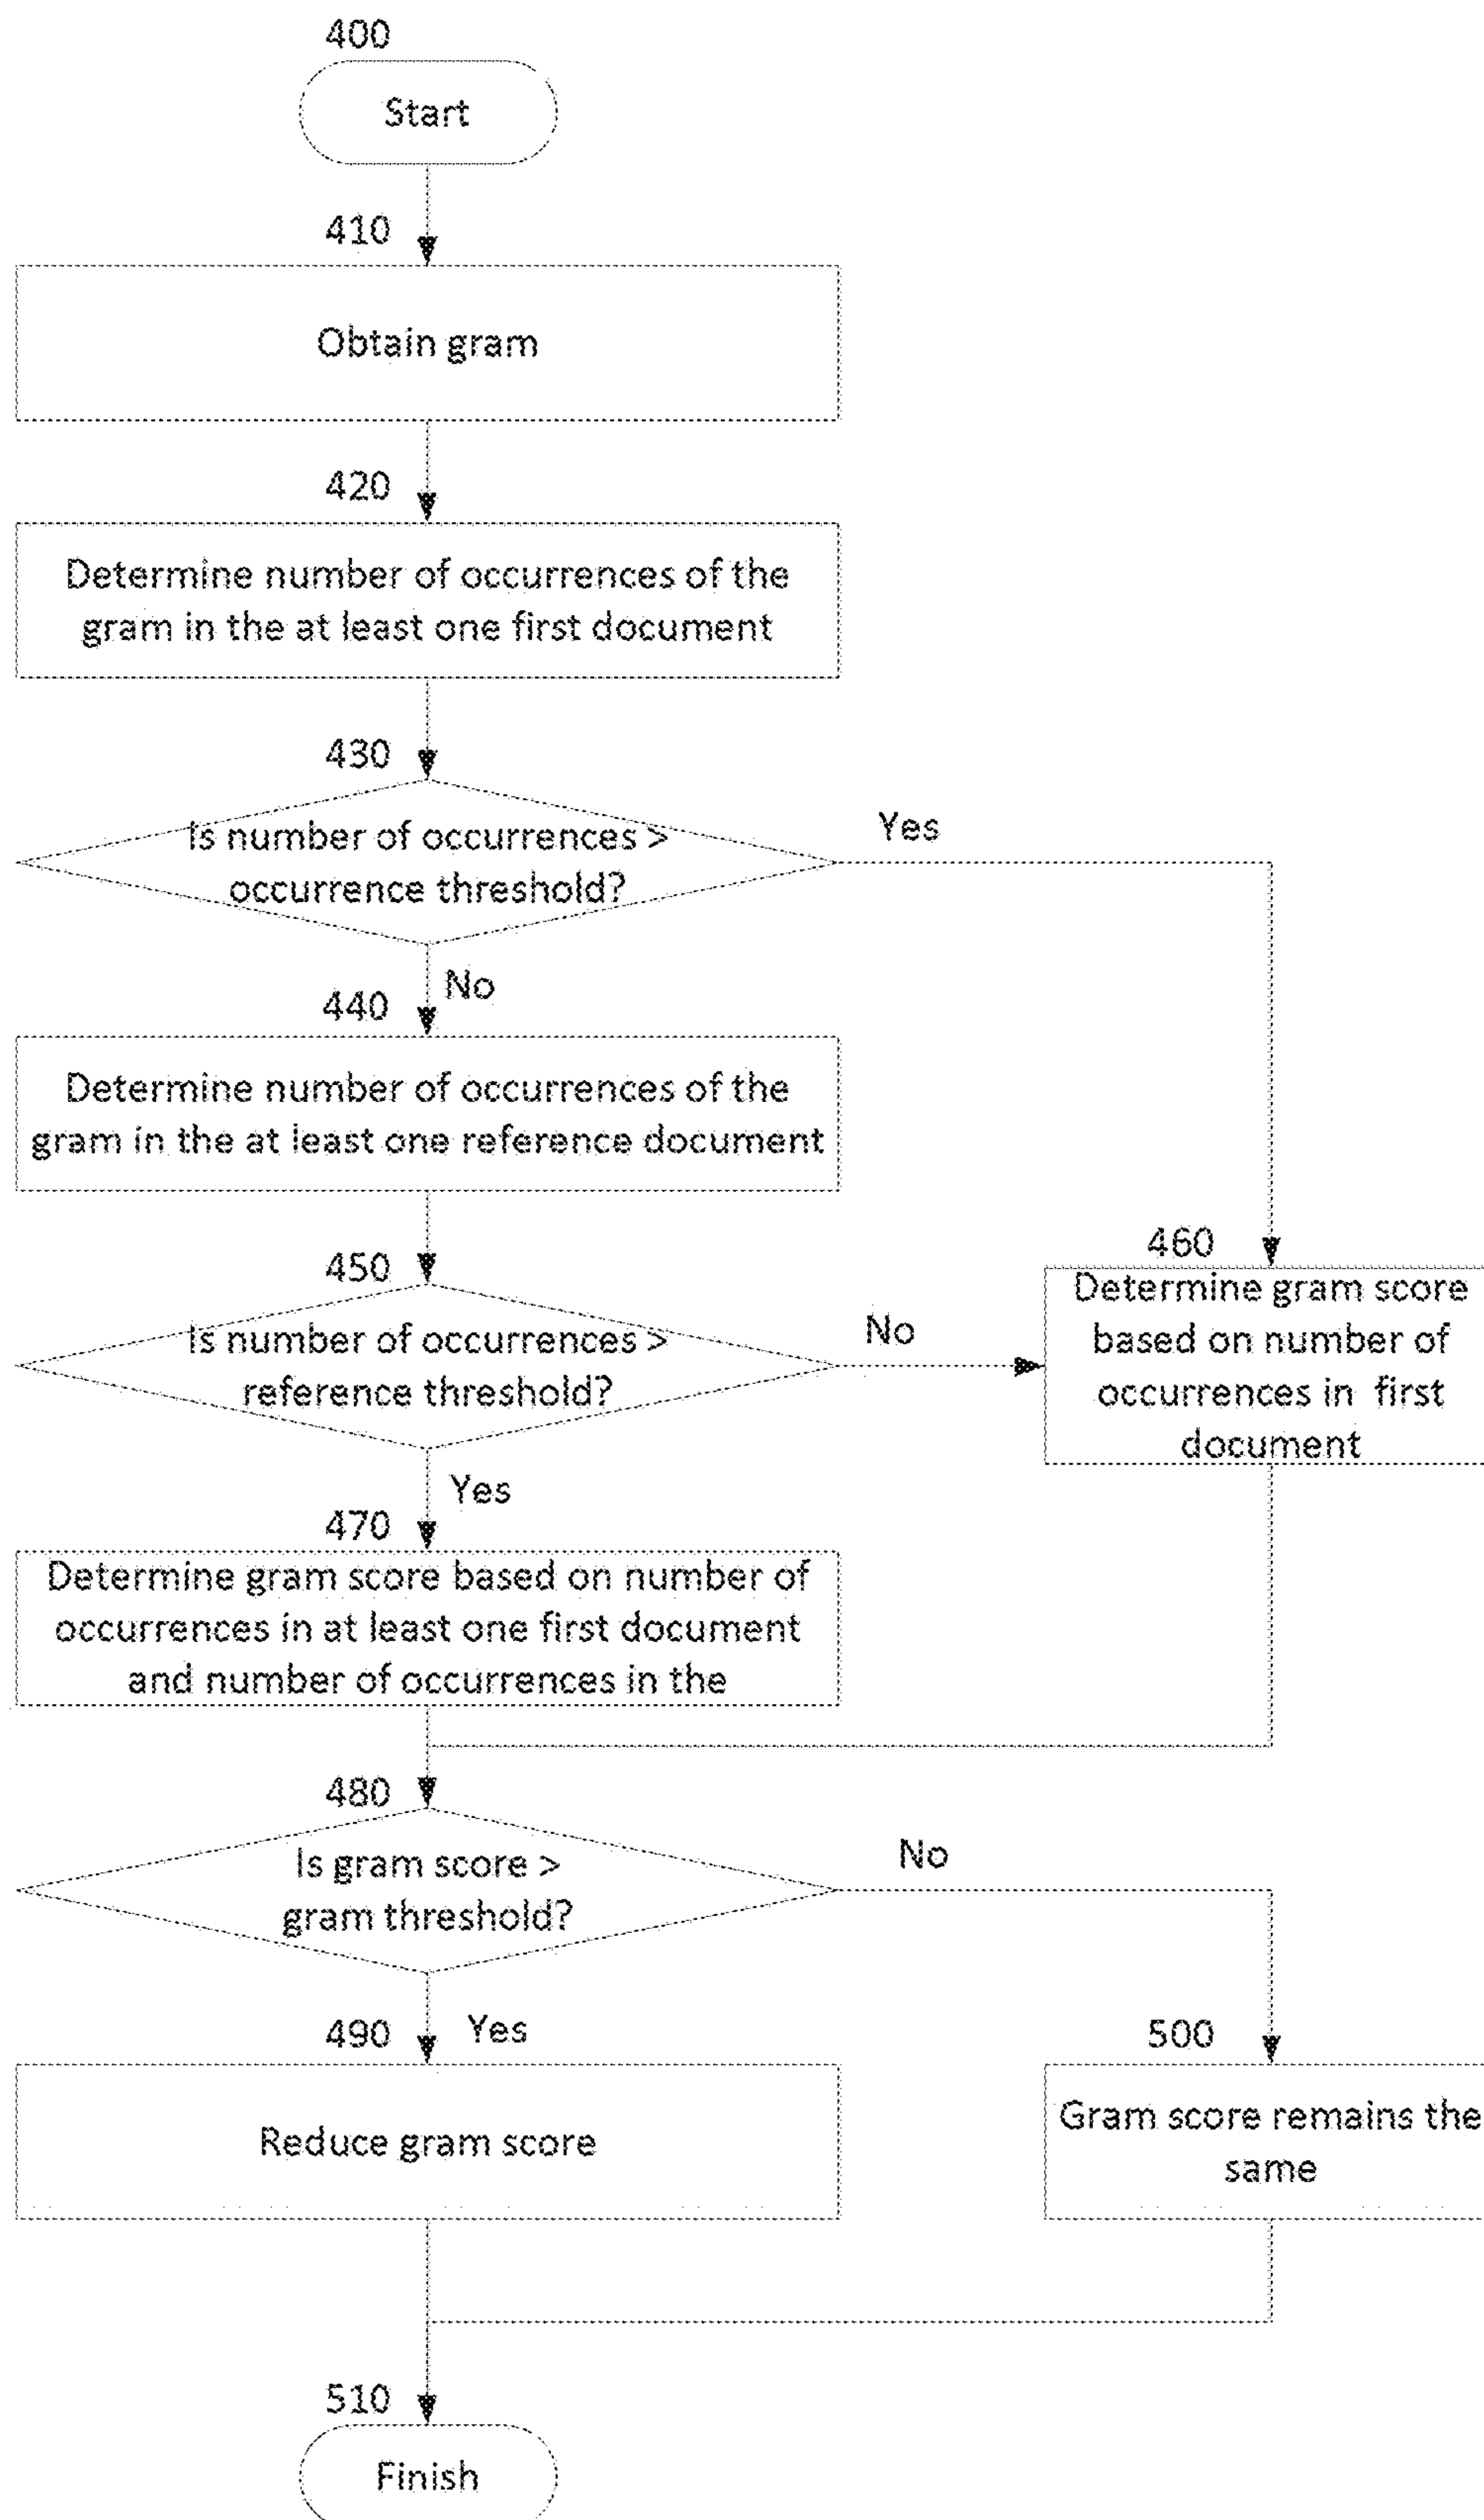 400
Start
410
Obtain gram
420
Determine number of occurrences of the
gram in the at least one first document
430
Is number of occurrences >
occurrence threshold?
Yes
No
440
Determine number of occurrences of the
gram in the at least one reference document
450
Is number of occurrences >
reference threshold?
No
460
Determine gram score
based on number of
occurrences in first
document
Yes
470
Determine gram score based on number of
occurrences in at least one first document
and number of occurrences in the
480
Is gram score >
gram threshold?
No
490
Yes
Reduce gram score
500
Gram score remains the
same
510
Finish